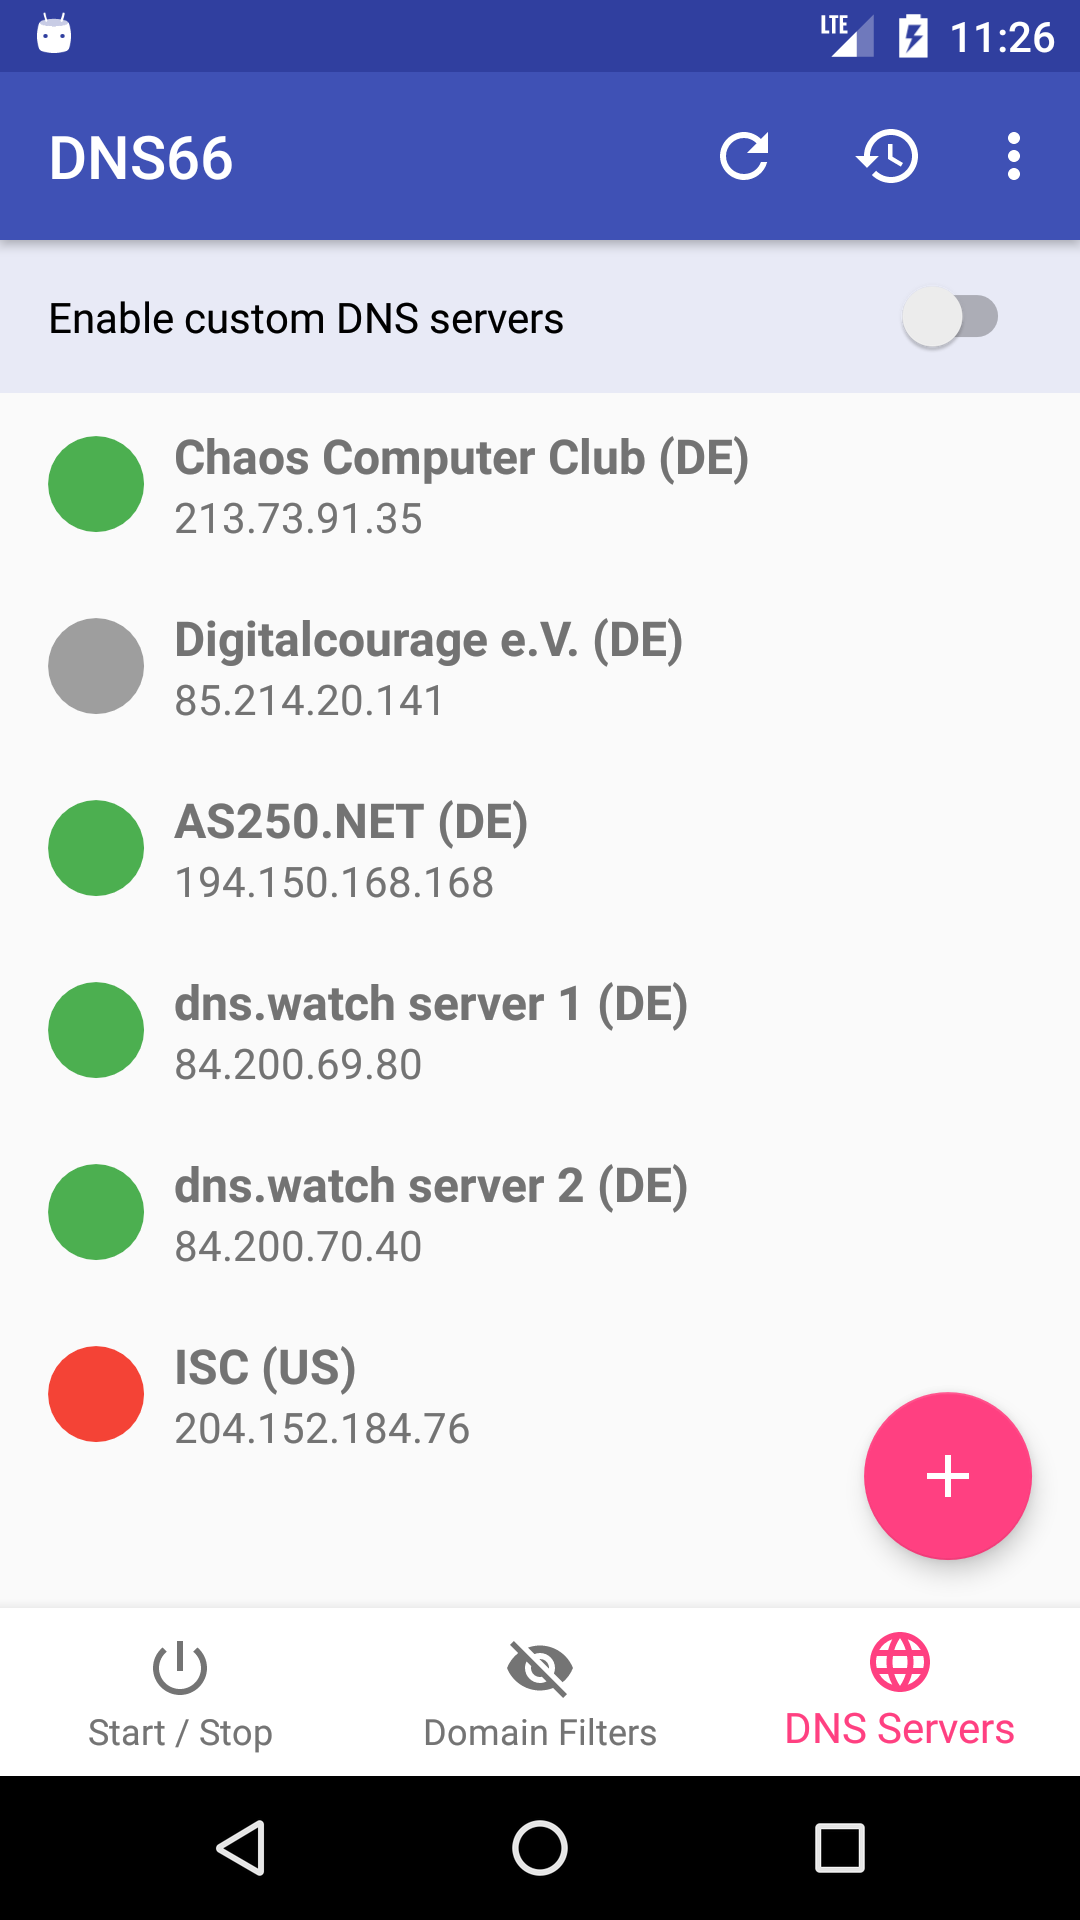 LTE 11:26
DNS66
Enable custom DNS servers
Chaos Computer Club (DE)
213.73.91.35
Digitalcourage e.V. (DE)
85.214.20.141
AS250.NET (DE)
194.150.168.168
dns.watch server 1 (DE)
84.200.69.80
dns.watch server 2 (DE)
84.200.70.40
ISC (US)
204.152.184.76
Start / Stop
Domain Filters
DNS Servers